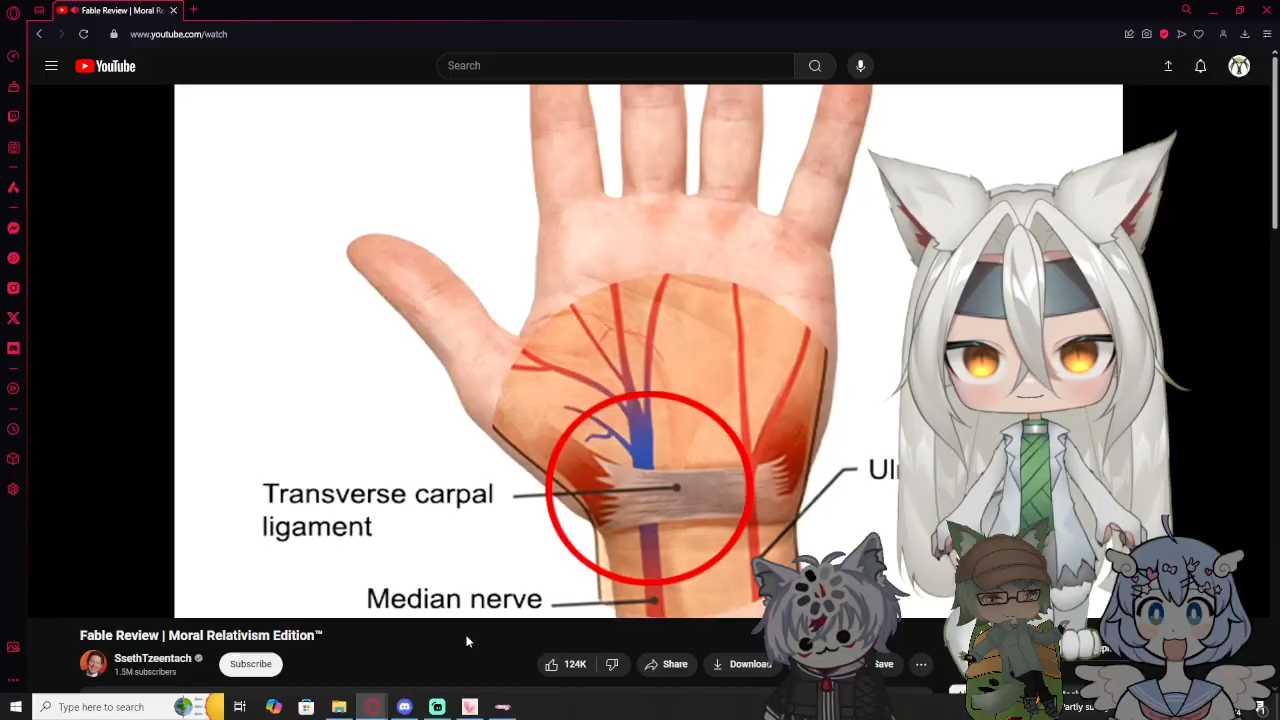 Fable Review | Moral Re
www.youtube.com/watch
YouTube
Search
Transverse carpal
ligament
Median nerve
Fable Review | Moral Relativism Edition™
SsethTzeentach
1.5M subscribers
Subscribe
124K
Share
Download
Save
Type here to search